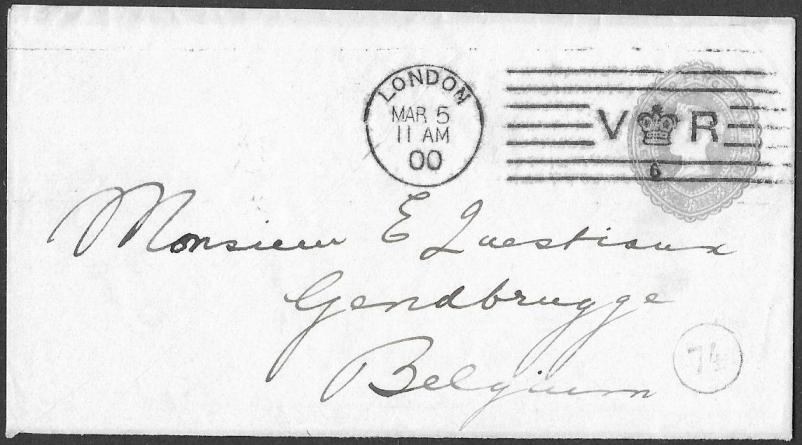 LONDON
MAR 5
11 AM
00
V R
6
Monsieur E Questiaux
Gendbrugge
Belgium
74